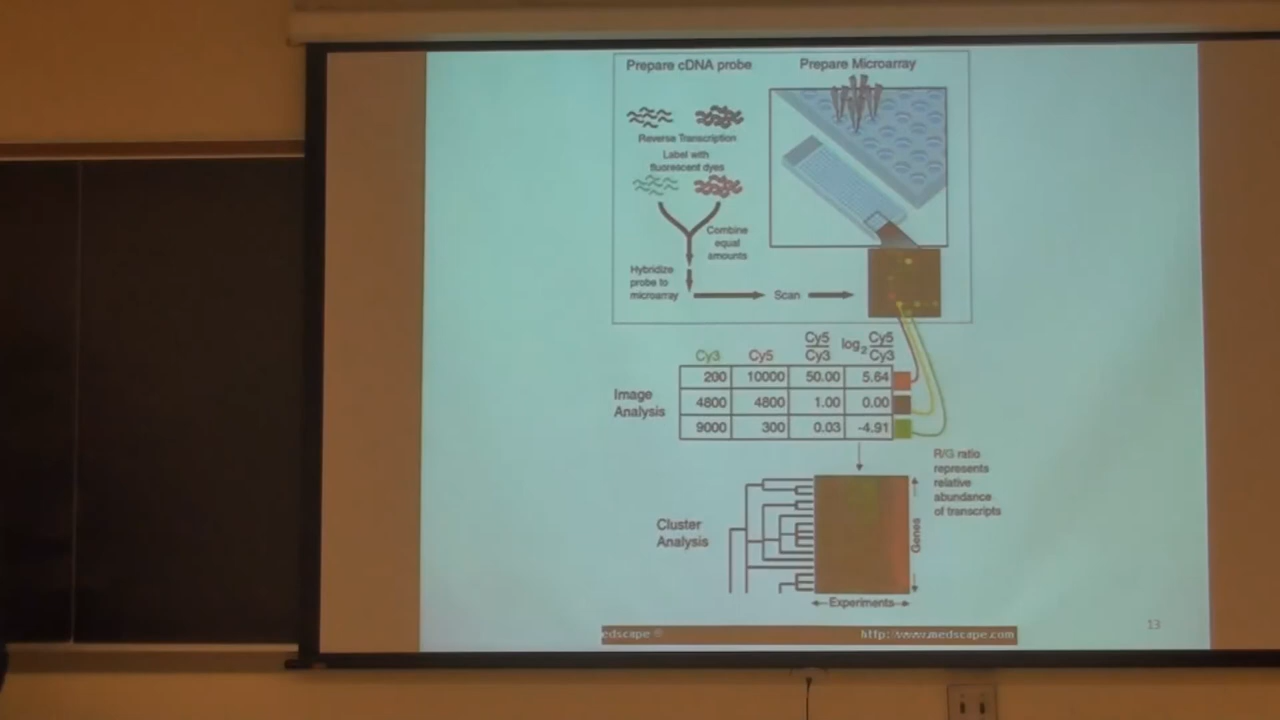 Prepare cDNA probe
Prepare Microarray
Reverse Transcription
Label with
fluorescent dyes
Combine
equal
amounts
Hybridize
probe to
microarray
Scan
Cy3 Cy5 Cy5/Cy3 log2 Cy5/Cy3
200 10000 50.00 5.64
4800 4800 1.00 0.00
9000 300 0.03 -4.91
Image
Analysis
R/G ratio
represents
relative
abundance
of transcripts
Cluster
Analysis
Genes
Experiments
edscape ®
http://www.medscape.com
13